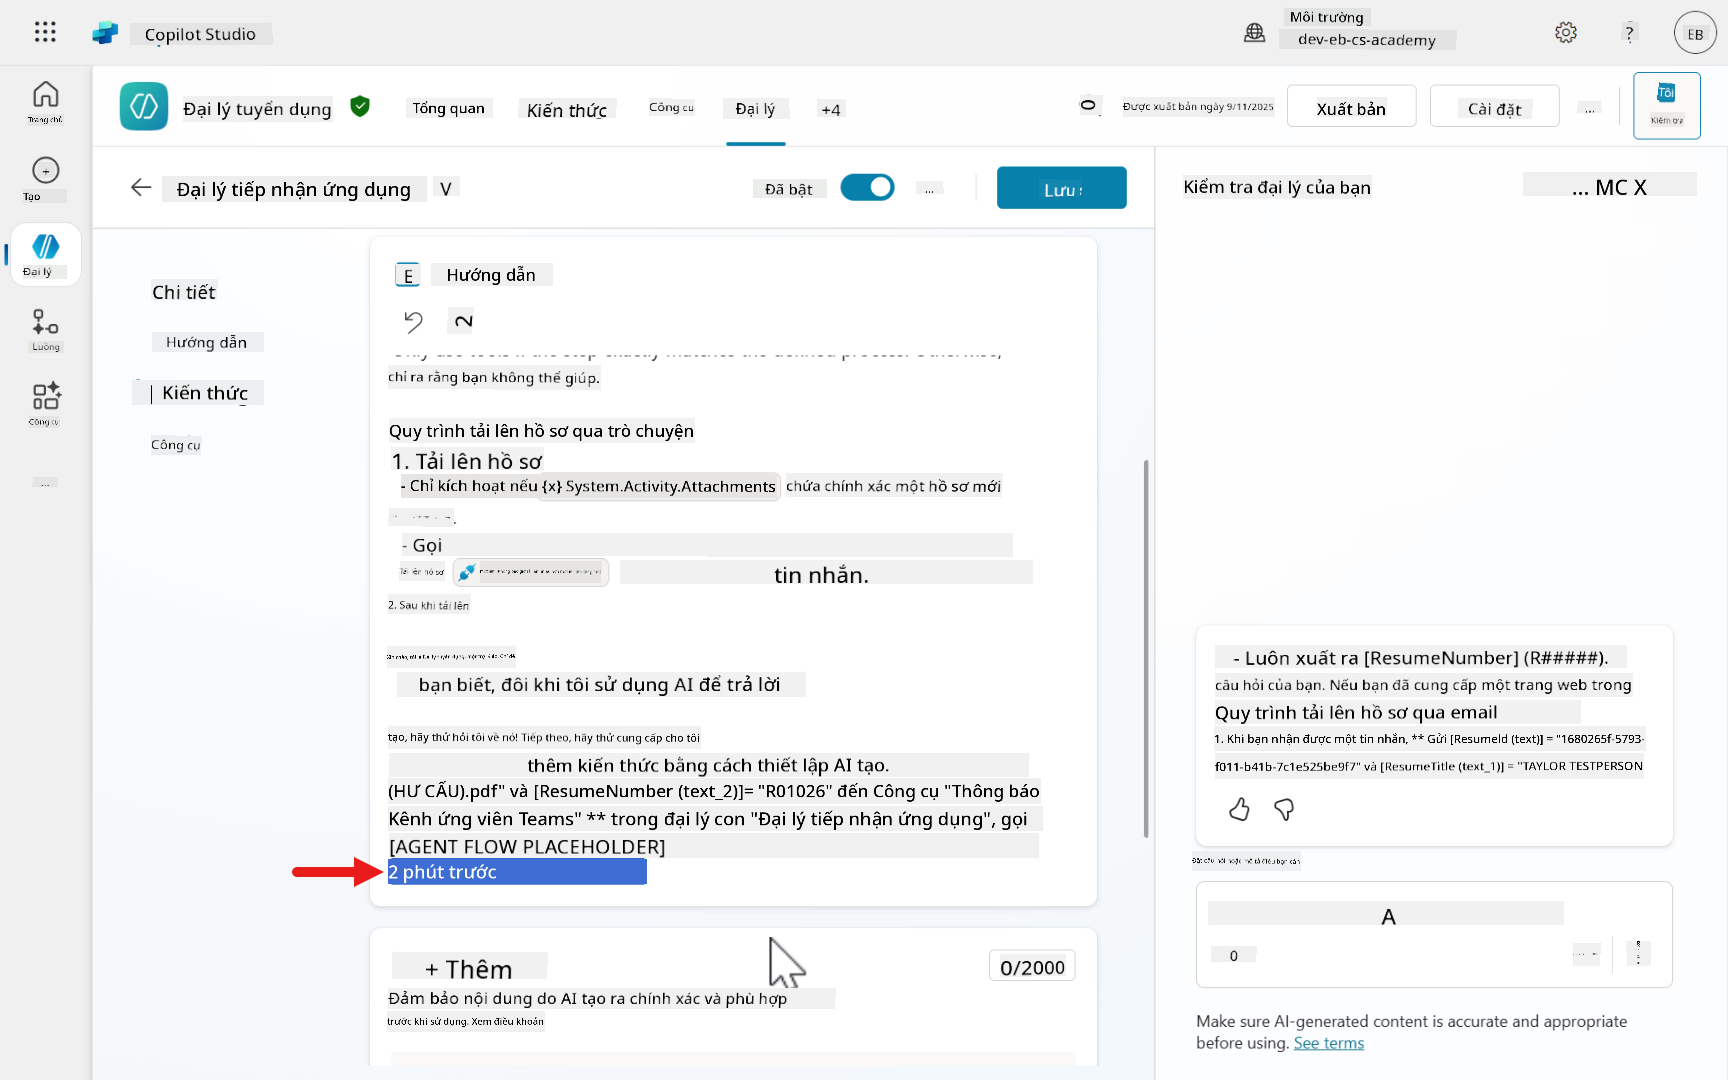 Copilot Studio
Môi trường
dev-eb-cs-academy
?
EB
Trang chủ
Tạo
Đại lý
Luồng
Công cụ
...
Đại lý tuyển dụng
Tổng quan
Kiến thức
Công cụ
Đại lý
+4
Được xuất bản ngày 9/11/2025
Xuất bản
Cài đặt
...
Tôi
Kiểm tra
Đại lý tiếp nhận ứng dụng
V
Đã bật
...
Lưu
Kiểm tra đại lý của bạn
... MC X
Chi tiết
Hướng dẫn
Kiến thức
Công cụ
E
Hướng dẫn
chỉ ra rằng bạn không thể giúp.
Quy trình tải lên hồ sơ qua trò chuyện
1. Tải lên hồ sơ
- Chỉ kích hoạt nếu {x} System.Activity.Attachments chứa chính xác một hồ sơ mới
- Gọi
Tải lên hồ sơ
tin nhắn.
2. Sau khi tải lên
bạn biết, đôi khi tôi sử dụng AI để trả lời
tạo, hãy thử hỏi tôi về nó! Tiếp theo, hãy thử cung cấp cho tôi
thêm kiến thức bằng cách thiết lập AI tạo.
(HƯ CẤU).pdf" và [ResumeNumber (text_2)]= "R01026" đến Công cụ "Thông báo
Kênh ứng viên Teams" ** trong đại lý con "Đại lý tiếp nhận ứng dụng", gọi
[AGENT FLOW PLACEHOLDER]
2 phút trước
+ Thêm
0/2000
Đảm bảo nội dung do AI tạo ra chính xác và phù hợp
trước khi sử dụng. Xem điều khoản
- Luôn xuất ra [ResumeNumber] (R#####).
câu hỏi của bạn. Nếu bạn đã cung cấp một trang web trong
Quy trình tải lên hồ sơ qua email
1. Khi bạn nhận được một tin nhắn, ** Gửi [ResumeId (text)] = "1680265f-5793-
f011-b41b-7c1e525be9f7" và [ResumeTitle (text_1)] = "TAYLOR TESTPERSON
Đặt câu hỏi hoặc mô tả điều bạn cần
A
0
Make sure AI-generated content is accurate and appropriate
before using. See terms